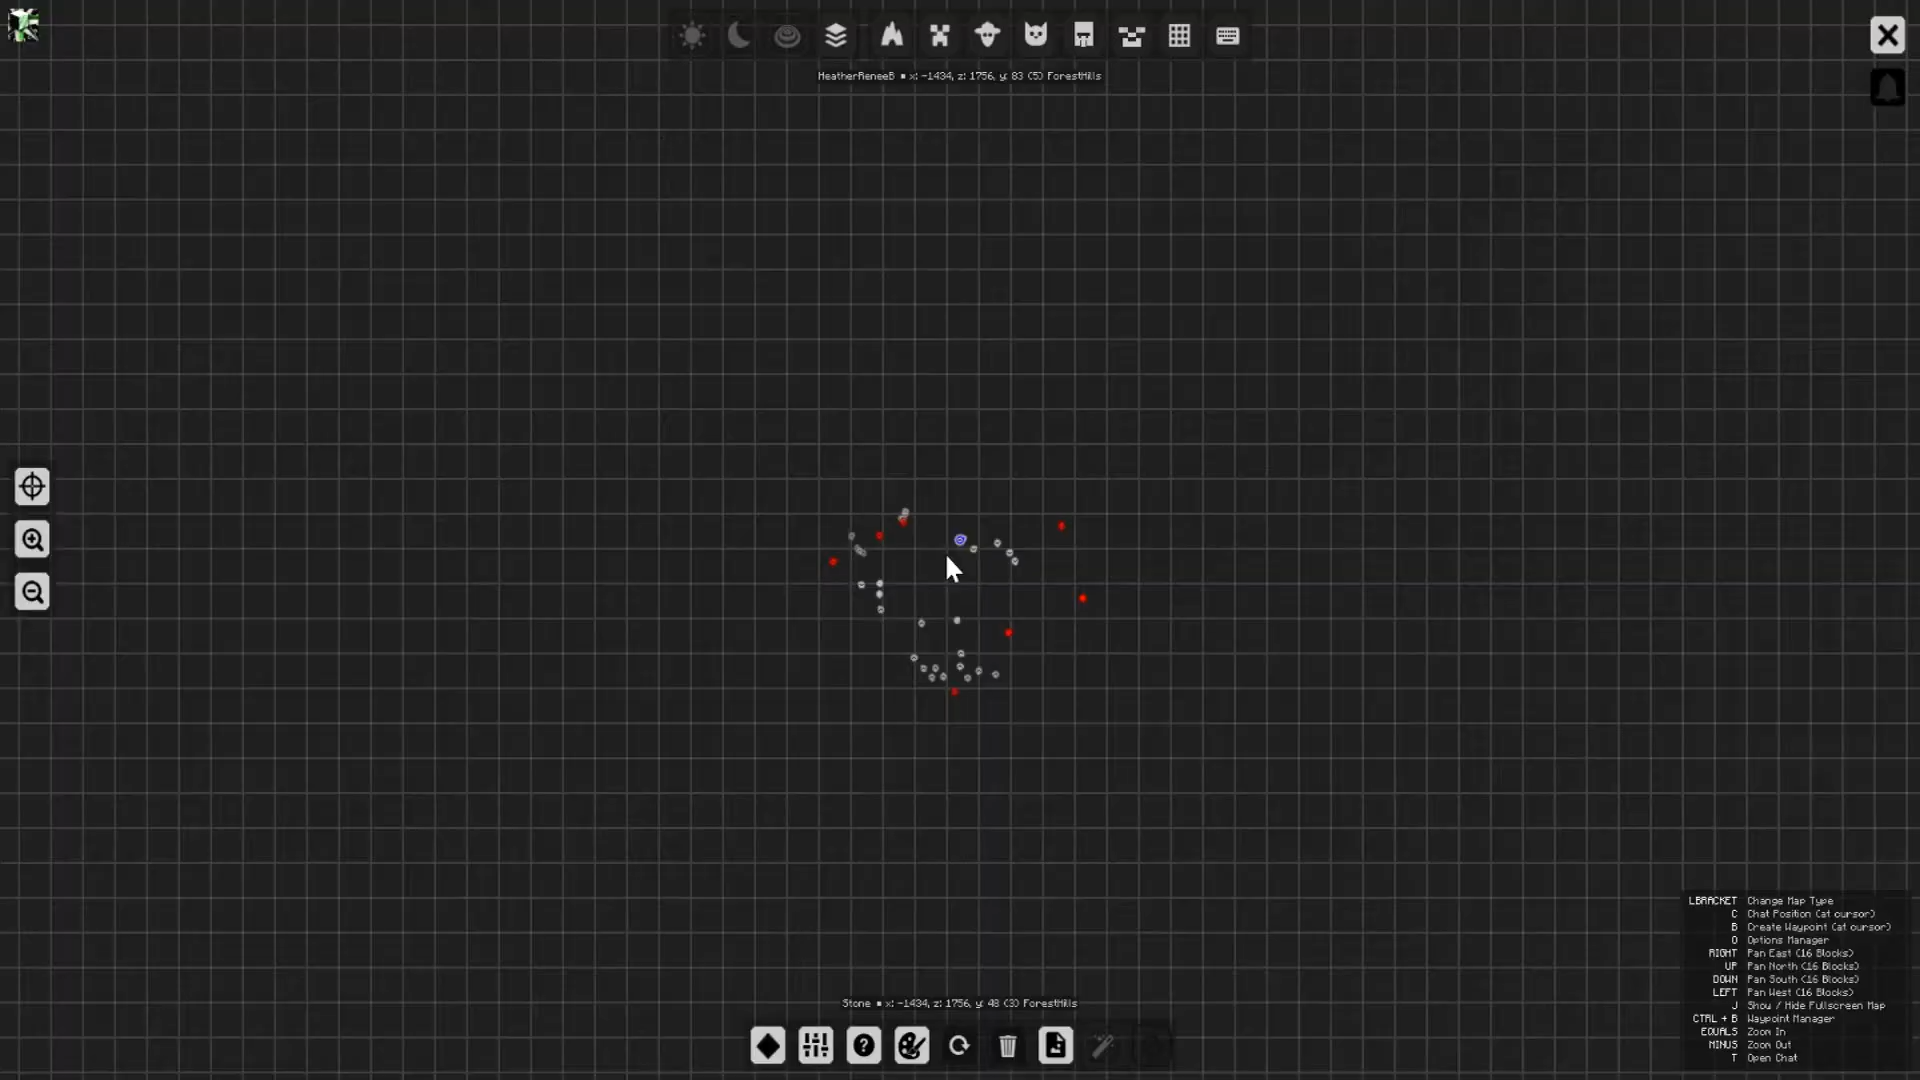 HeatherReneeB ■ x: -1434, z: 1756, y: 83 (5) ForestHills
LBRACKET Change Map Type
C Chat Position (at cursor)
B Create Waypoint (at cursor)
O Options Manager
RIGHT Pan East (16 Blocks)
UP Pan North (16 Blocks)
DOWN Pan South (16 Blocks)
LEFT Pan West (16 Blocks)
J Show / Hide Fullscreen Map
CTRL + B Waypoint Manager
EQUALS Zoom In
MINUS Zoom Out
T Open Chat
Stone ■ x: -1434, z: 1756, y: 48 (3) ForestHills